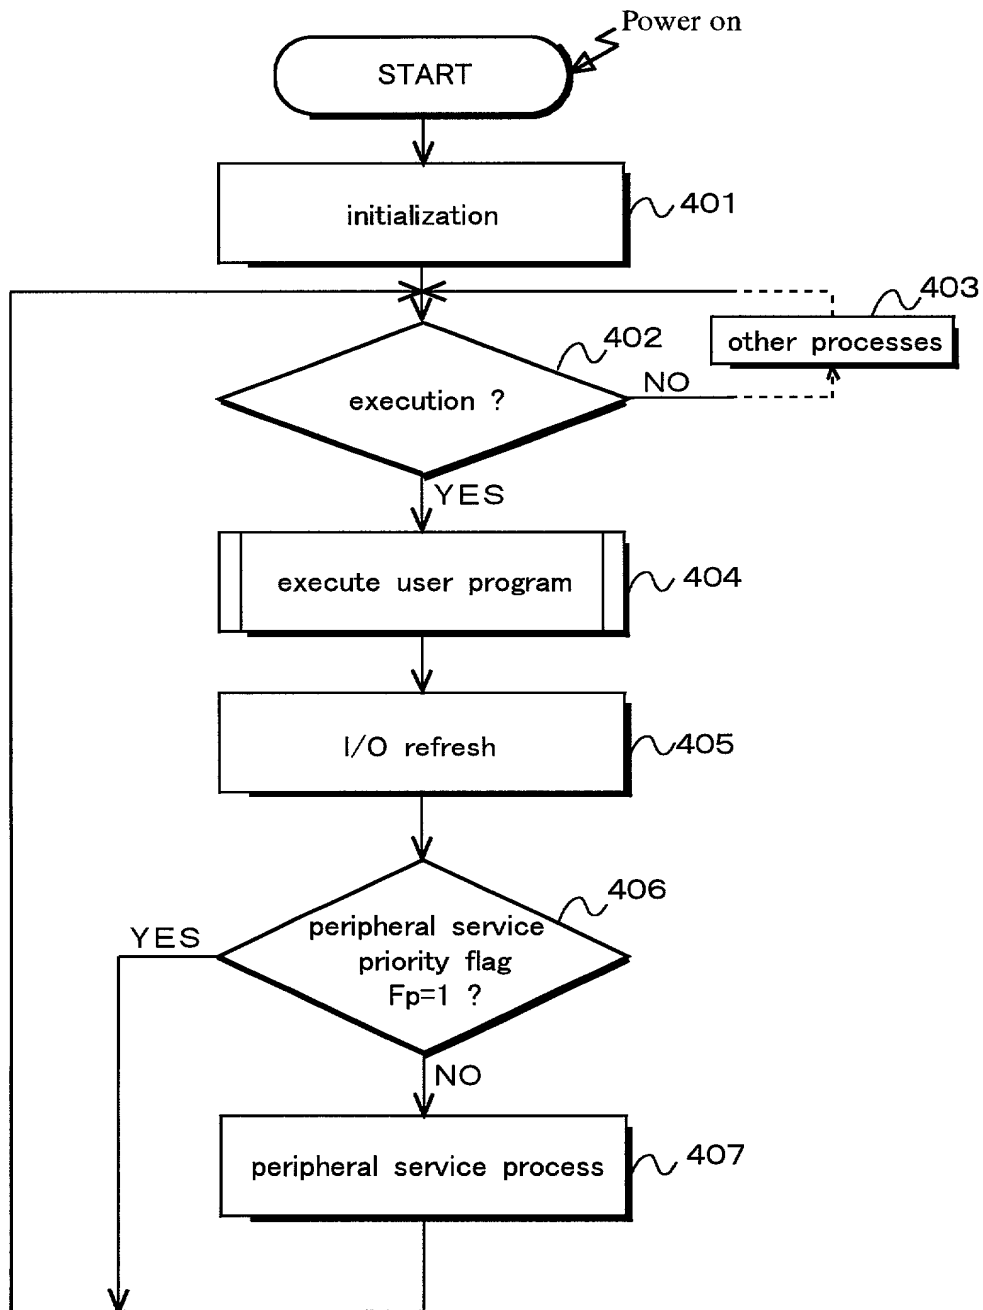 Power on
START
initialization
401
403
other processes
402
execution ?
NO
YES
execute user program
404
I/O refresh
405
406
peripheral service
priority flag
Fp=1 ?
YES
NO
peripheral service process
407